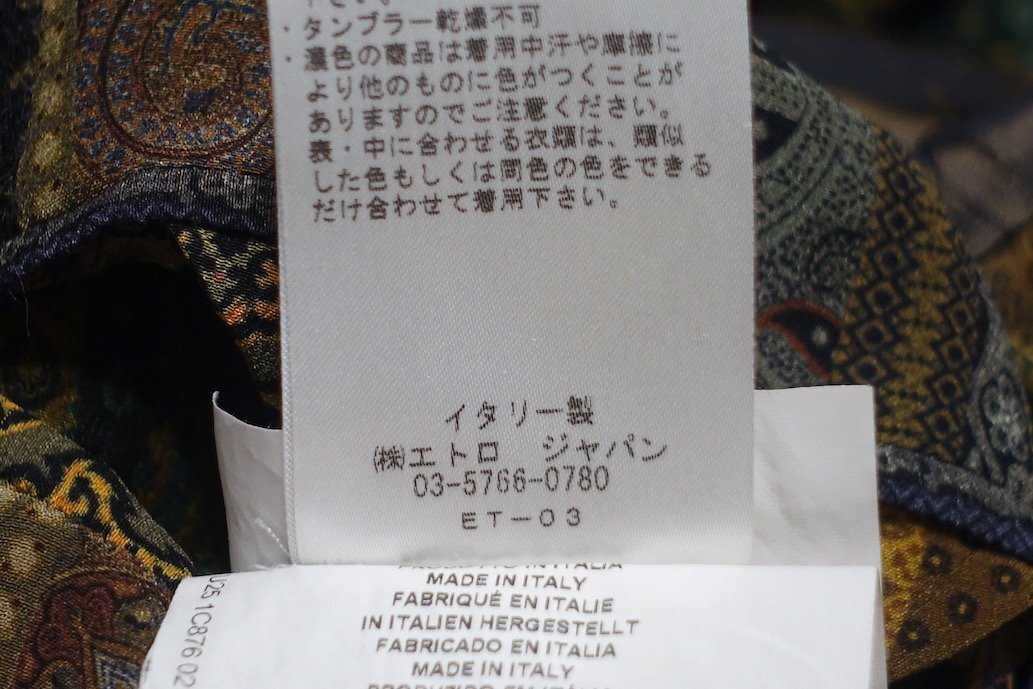 ・タンブラー乾燥不可
・濃色の商品は着用中汗や摩擦に
より他のものに色がつくことが
ありますのでご注意ください。
表・中に合わせる衣類は、類似
した色もしくは同色の色をできる
だけ合わせて着用下さい。
イタリー製
㈱エトロ　ジャパン
03-5766-0780
ET-03
MADE IN ITALY
FABRIQUÉ EN ITALIE
IN ITALIEN HERGESTELLT
FABRICADO EN ITALIA
MADE IN ITALY
U25 1C876 02